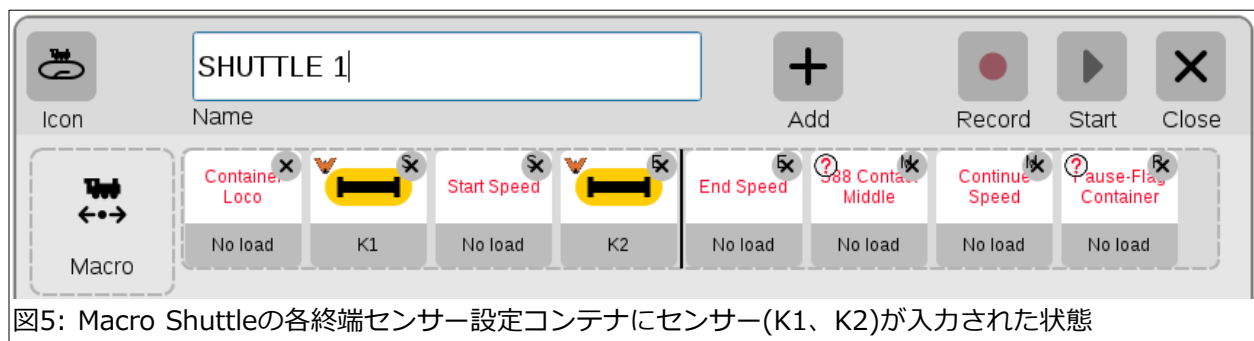 SHUTTLE 1
Icon
Name
Add
Record
Start
Close
Container
Loco
No load
S
K1
S
Start Speed
No load
E
K2
E
End Speed
No load
S88 Contact
Middle
No load
Continue
Speed
No load
Pause-Flag
Container
No load
Macro
図5: Macro Shuttleの各終端センサー設定コンテナにセンサー(K1、K2)が入力された状態